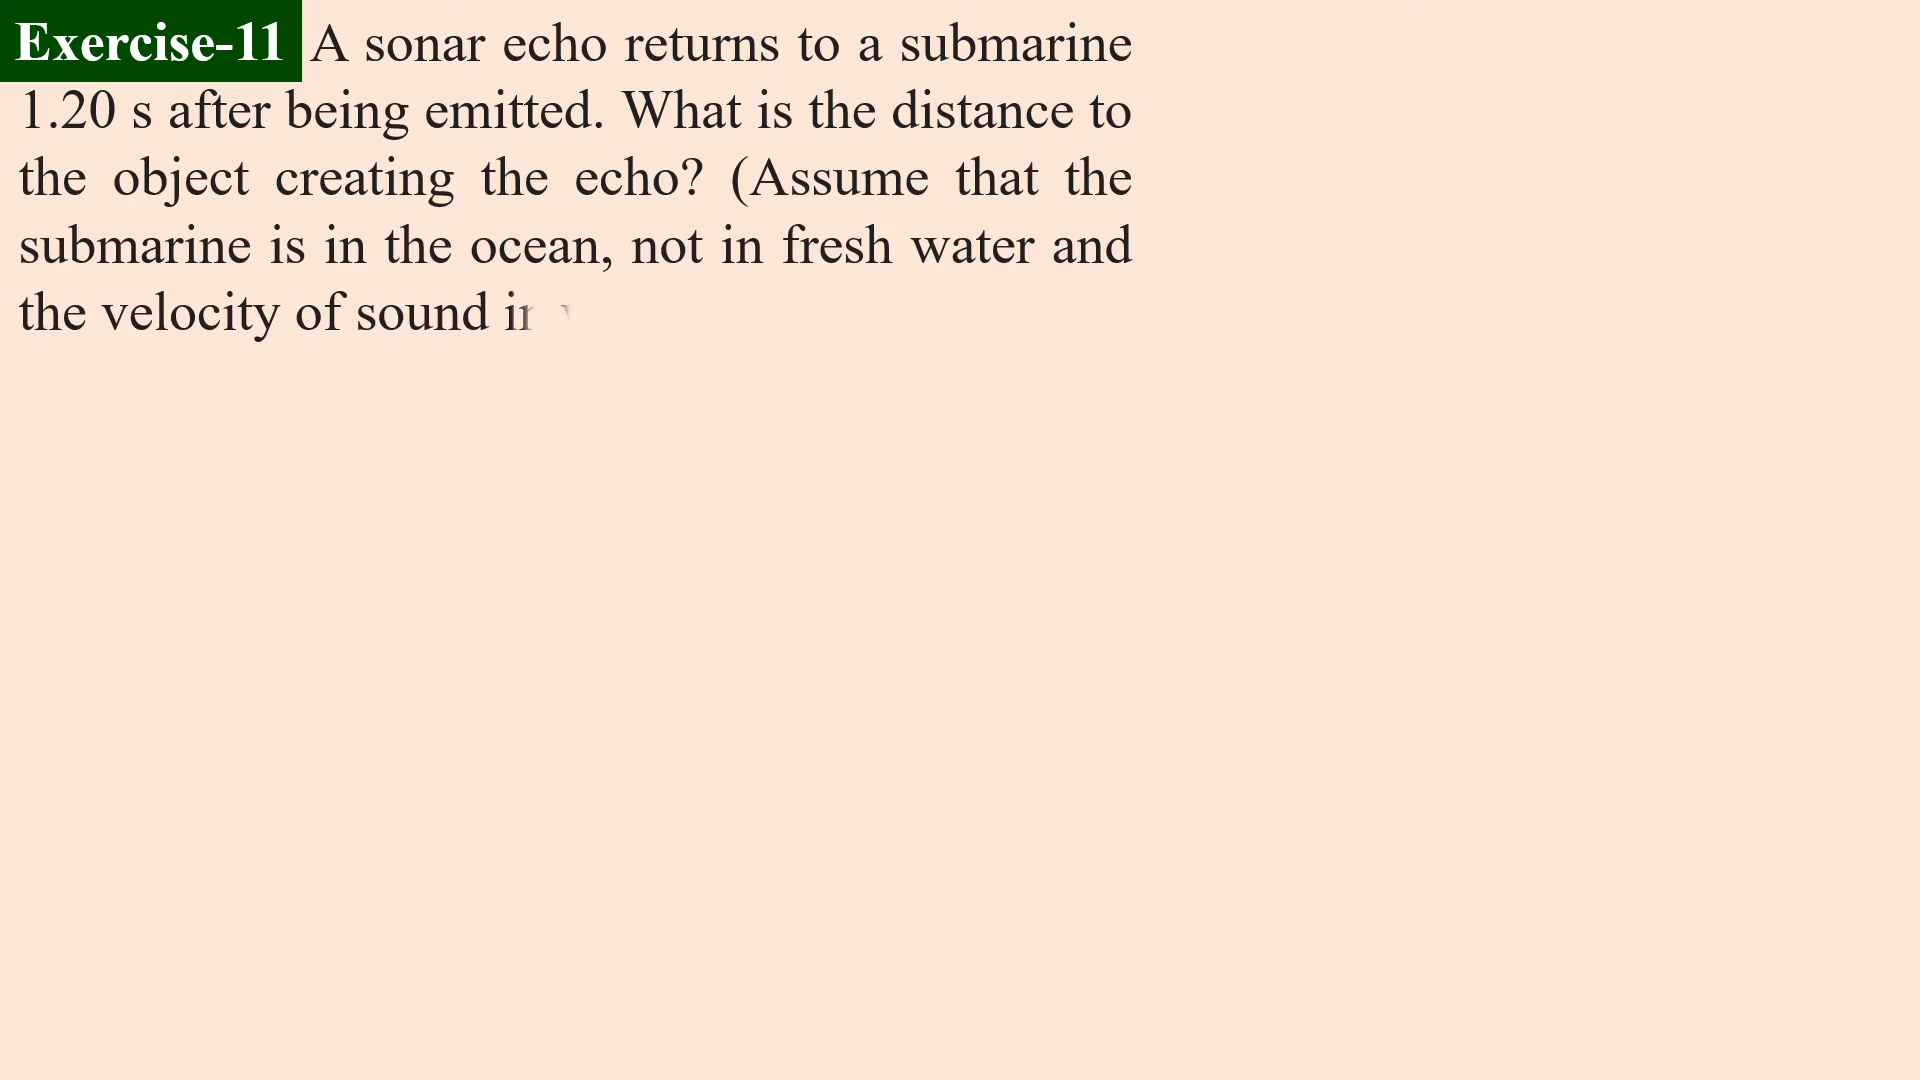 Exercise-11 A sonar echo returns to a submarine
1.20 s after being emitted. What is the distance to
the object creating the echo? (Assume that the
submarine is in the ocean, not in fresh water and
the velocity of sound